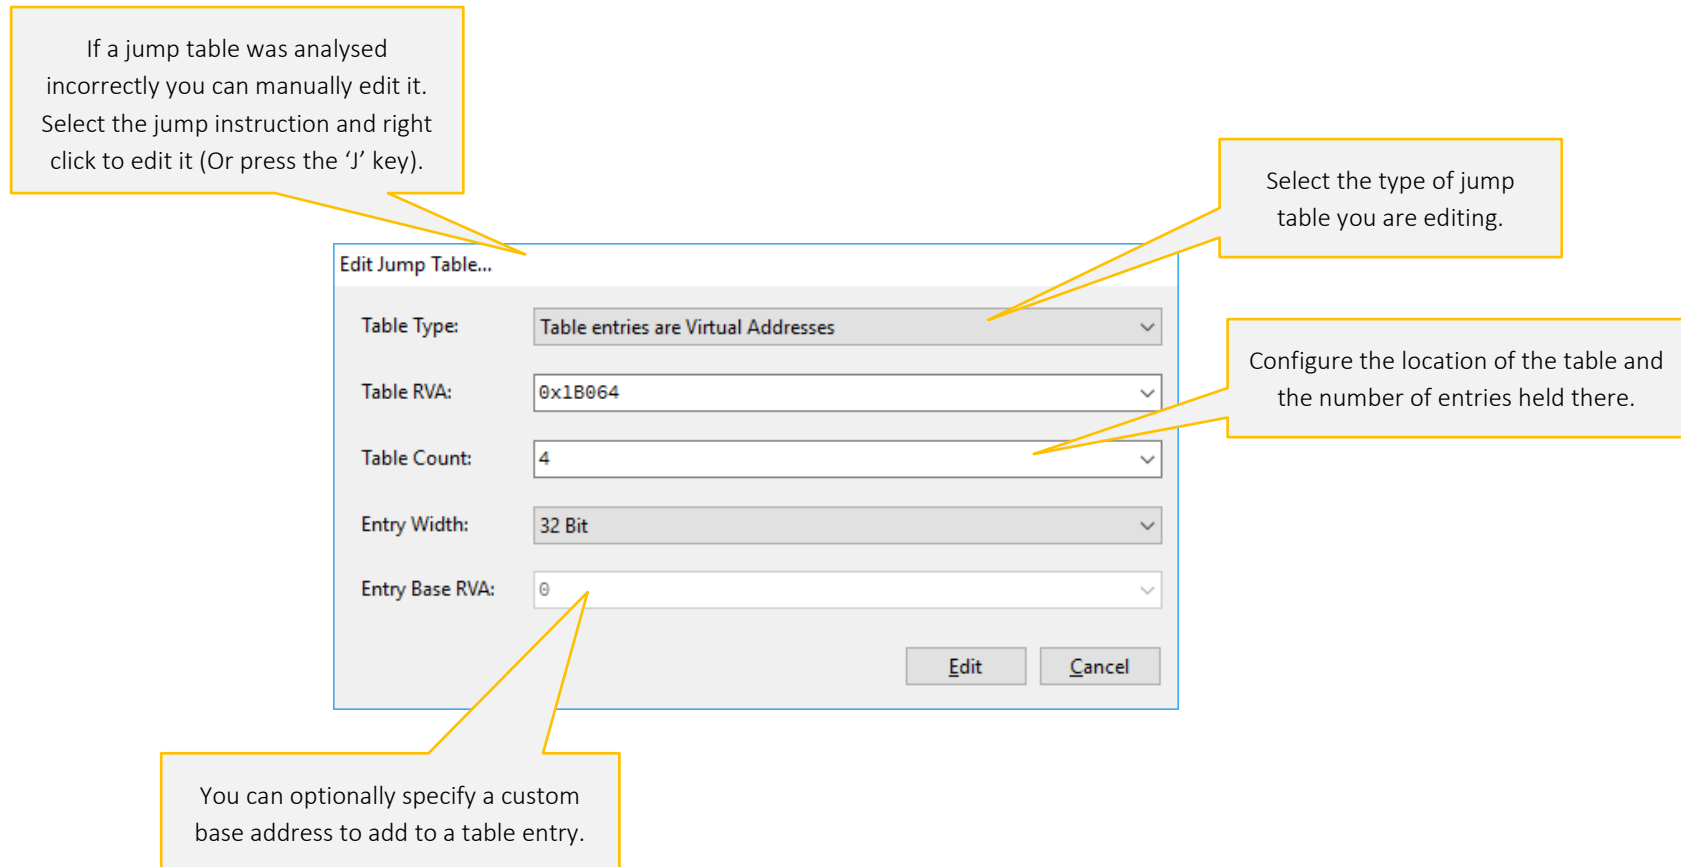 If a jump table was analysed
incorrectly you can manually edit it.
Select the jump instruction and right
click to edit it (Or press the ‘J’ key).
Select the type of jump
table you are editing.
Edit Jump Table...
Table Type:
Table entries are Virtual Addresses
Table RVA:
0x1B064
Configure the location of the table and
the number of entries held there.
Table Count:
4
Entry Width:
32 Bit
Entry Base RVA:
0
Edit
Cancel
You can optionally specify a custom
base address to add to a table entry.